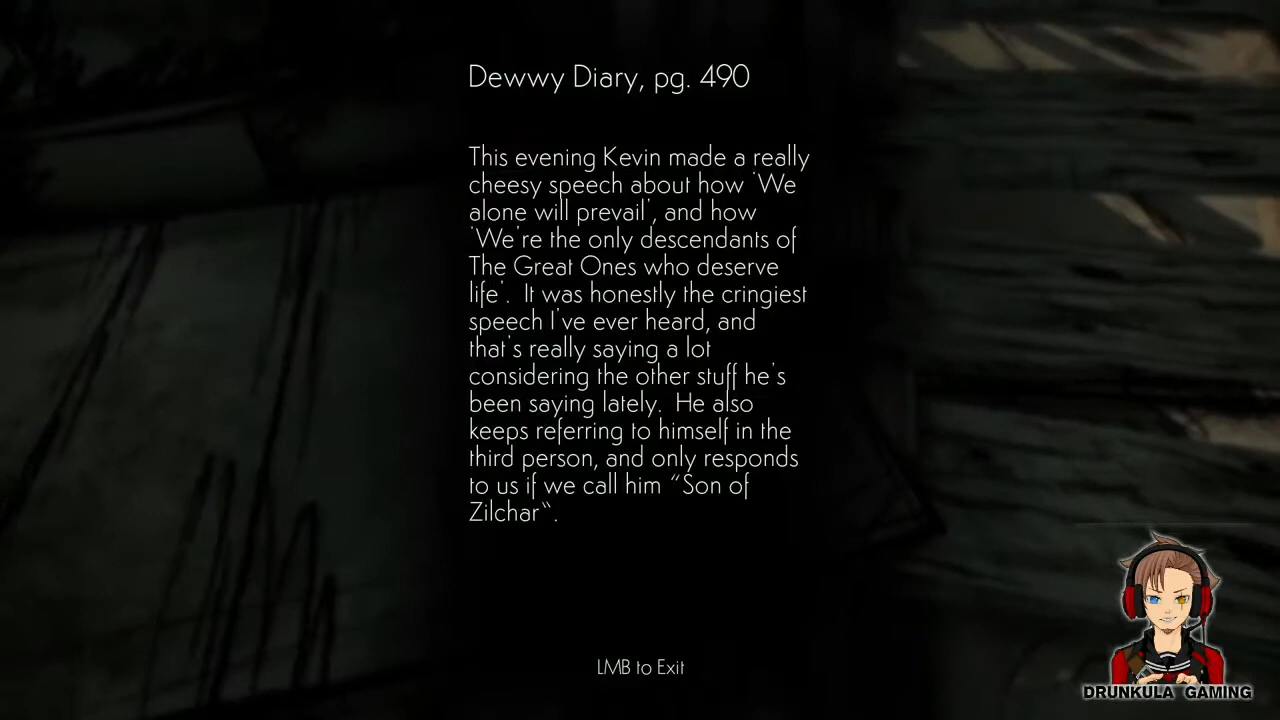 Dewwy Diary, pg. 490
This evening Kevin made a really
cheesy speech about how 'We
alone will prevail', and how
'We're the only descendants of
The Great Ones who deserve
life'.  It was honestly the cringiest
speech I've ever heard, and
that's really saying a lot
considering the other stuff he's
been saying lately.  He also
keeps referring to himself in the
third person, and only responds
to us if we call him "Son of
Zilchar".
LMB to Exit
DRUNKULA GAMING